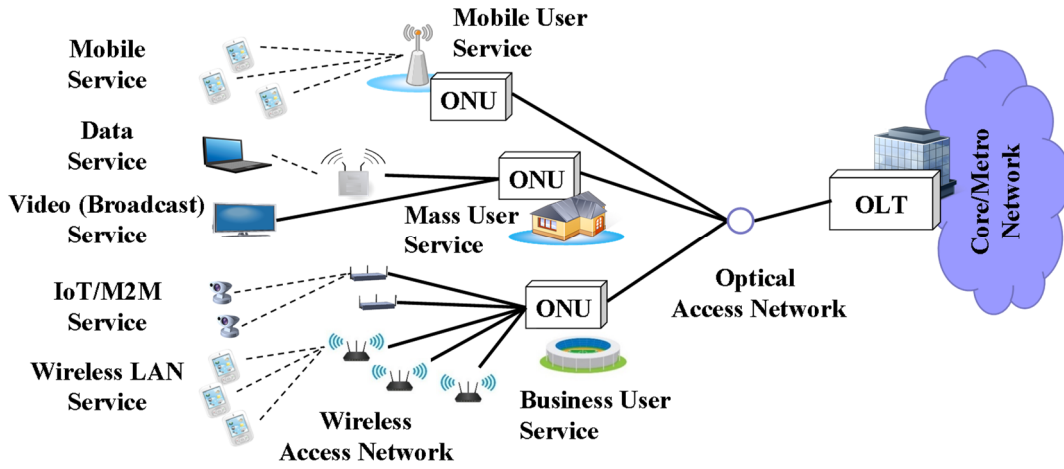 Mobile
Service
Mobile User
Service
ONU
Data
Service
Video (Broadcast)
Service
ONU
Mass User
Service
OLT
Core/Metro
Network
IoT/M2M
Service
ONU
Optical
Access Network
Wireless LAN
Service
Wireless
Access Network
Business User
Service